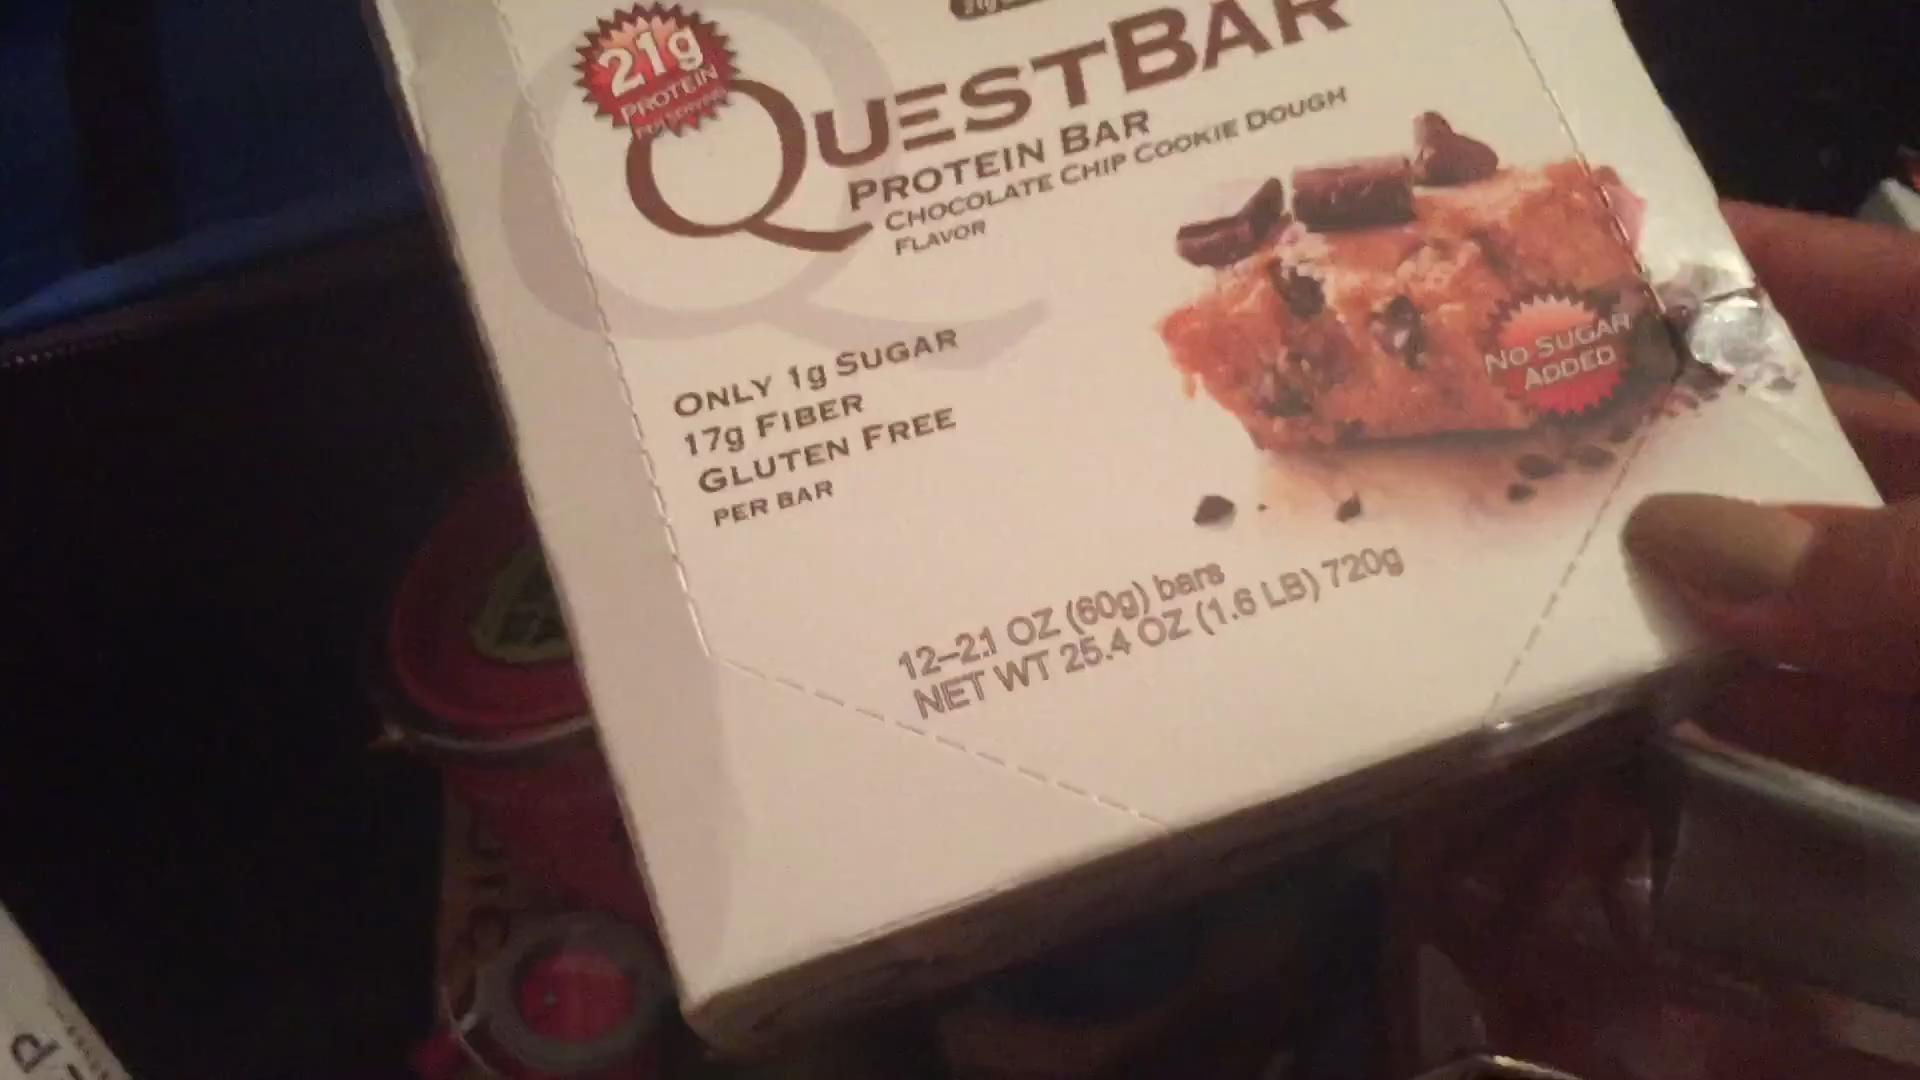 21g
PROTEIN
QUESTBAR
PROTEIN BAR
CHOCOLATE CHIP COOKIE DOUGH
FLAVOR
ONLY 1g SUGAR
17g FIBER
GLUTEN FREE
PER BAR
NO SUGAR
ADDED
12–2.1 OZ (60g) bars
NET WT 25.4 OZ (1.6 LB) 720g